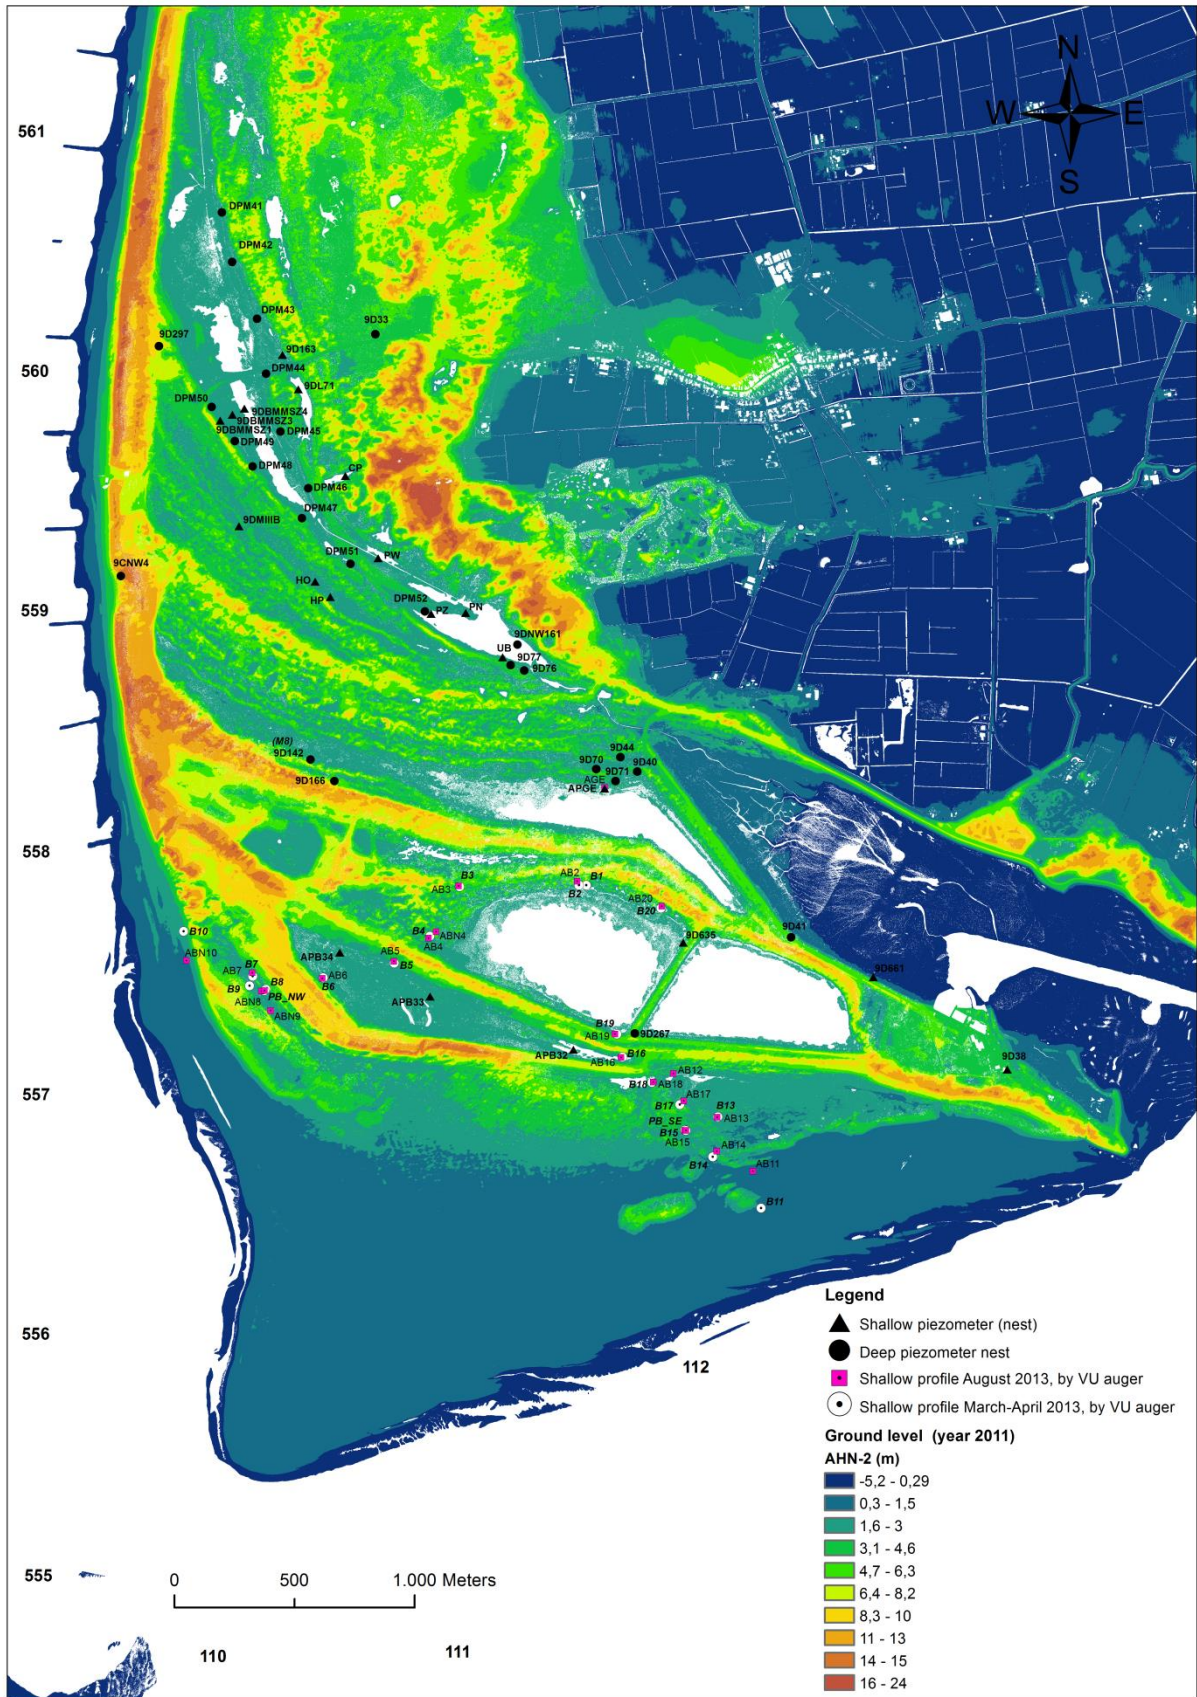 N
W
E
S
561
DPM41
DPM42
DPM43
9D33
9D297
9D163
560
DPM44
9DL71
DPM50
9DBMMSZ4
9DBMMSZ3
9DBMMSZ1
DPM45
DPM49
DPM48
CP
DPM46
DPM47
9DMIIIB
PW
DPM51
9CNW4
HO
HP
559
DPM52
PZ
PN
9DNW161
UB
9D77
9D76
(M8)
9D142
9D44
9D70
9D40
9D71
9D166
AGE
APGE
558
B3
AB2
B1
AB3
B2
AB20
B20
B10
B4
ABN4
AB4
9D41
9D635
ABN10
APB34
AB5
B5
B7
AB7
AB6
9D661
B9
B8
B6
ABN8
PB_NW
APB33
ABN9
B19
AB19
9D267
APB32
B16
AB16
9D38
557
AB12
B18
AB18
AB17
B17
B13
PB_SE
AB13
B15
AB15
AB14
B14
AB11
B11
Legend
Shallow piezometer (nest)
Deep piezometer nest
Shallow profile August 2013, by VU auger
Shallow profile March-April 2013, by VU auger
Ground level (year 2011)
AHN-2 (m)
-5,2 - 0,29
0,3 - 1,5
1,6 - 3
3,1 - 4,6
4,7 - 6,3
6,4 - 8,2
8,3 - 10
11 - 13
14 - 15
16 - 24
556
112
555
0 500 1.000 Meters
110
111